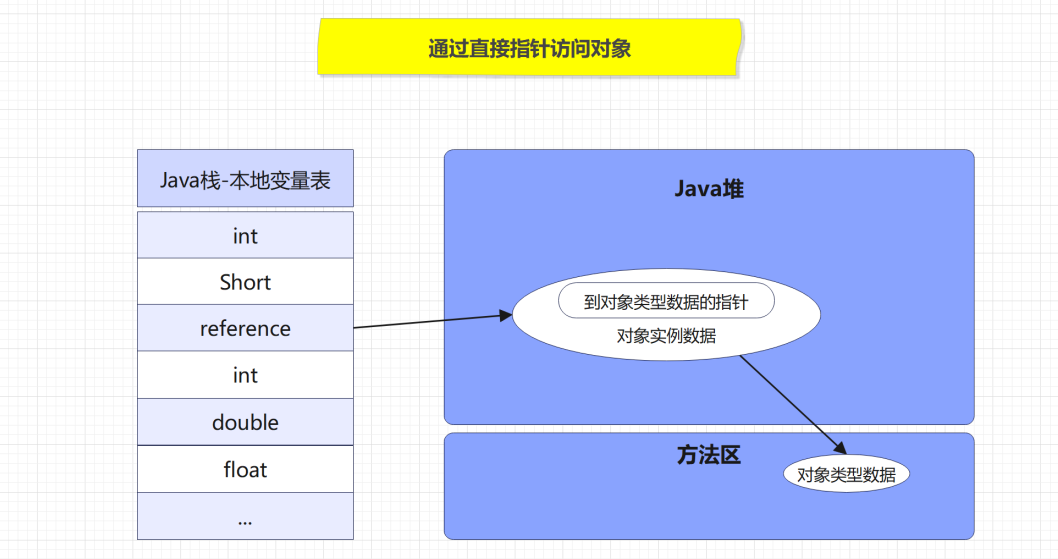 通过直接指针访问对象
Java栈-本地变量表
int
Short
reference
int
double
float
...
Java堆
到对象类型数据的指针
对象实例数据
方法区
对象类型数据